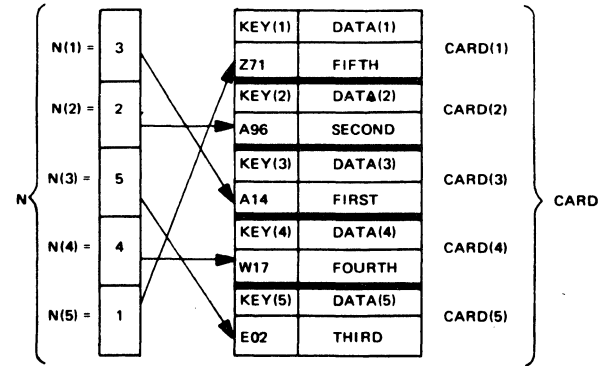 KEY(1) DATA(1)
N(1) = 3 CARD(1)
Z71 FIFTH
KEY(2) DATA(2)
N(2) = 2 CARD(2)
A96 SECOND
KEY(3) DATA(3)
N(3) = 5 CARD(3)
N CARD
A14 FIRST
KEY(4) DATA(4)
N(4) = 4 CARD(4)
W17 FOURTH
KEY(5) DATA(5)
N(5) = 1 CARD(5)
E02 THIRD